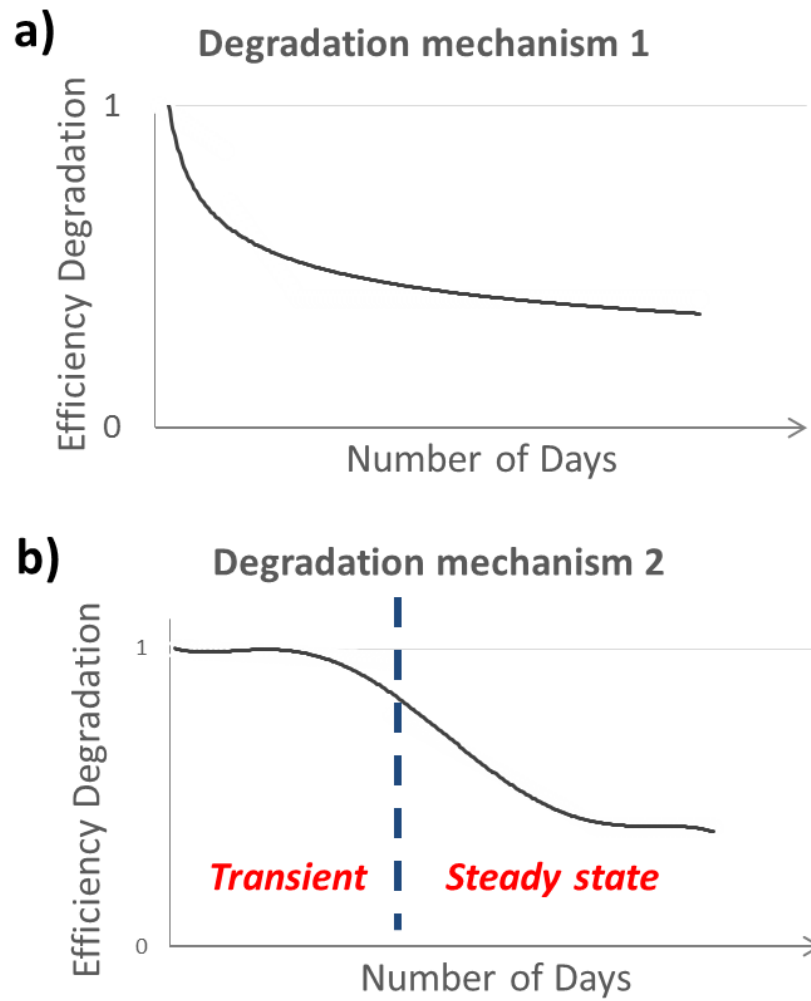 a)
Degradation mechanism 1
Efficiency Degradation
1
0
Number of Days
b)
Degradation mechanism 2
Efficiency Degradation
1
Transient
Steady state
0
Number of Days